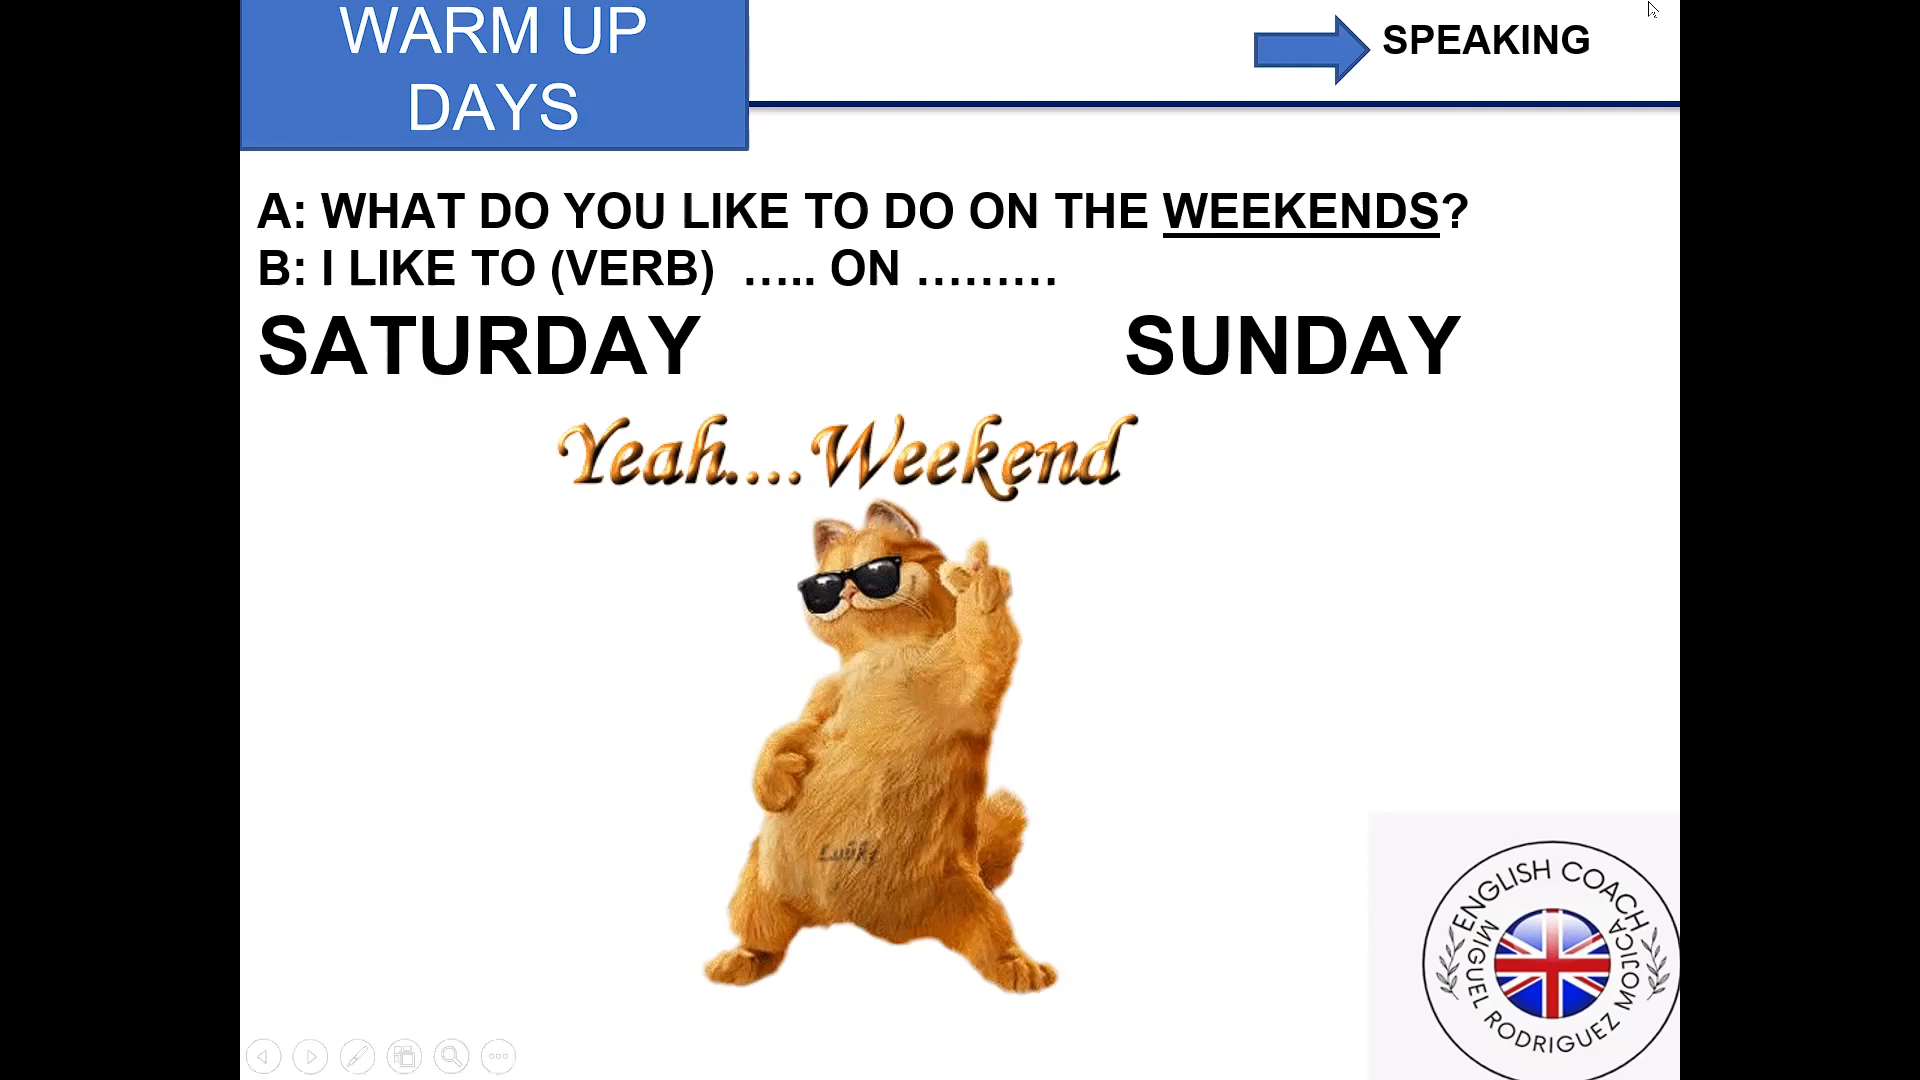 WARM UP
DAYS
SPEAKING
A: WHAT DO YOU LIKE TO DO ON THE WEEKENDS?
B: I LIKE TO (VERB) ….. ON ………
SATURDAY SUNDAY
Yeah....Weekend
ENGLISH COACH
MIGUEL RODRIGUEZ MOJICA